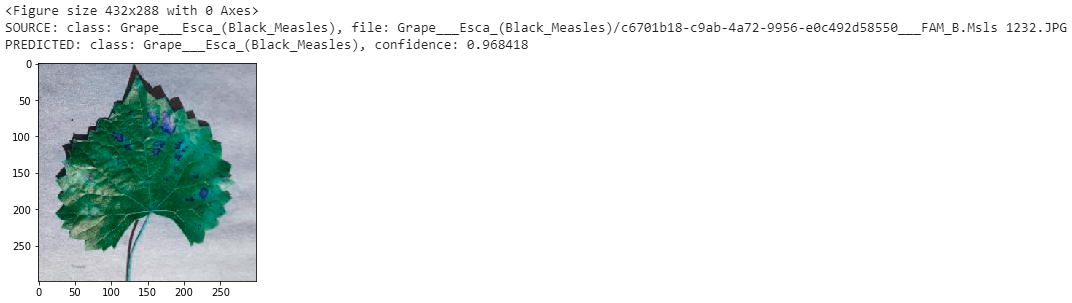 <Figure size 432x288 with 0 Axes>
SOURCE: class: Grape___Esca_(Black_Measles), file: Grape___Esca_(Black_Measles)/c6701b18-c9ab-4a72-9956-e0c492d58550___FAM_B.Msls 1232.JPG
PREDICTED: class: Grape___Esca_(Black_Measles), confidence: 0.968418
0
50
100
150
200
250
0 50 100 150 200 250